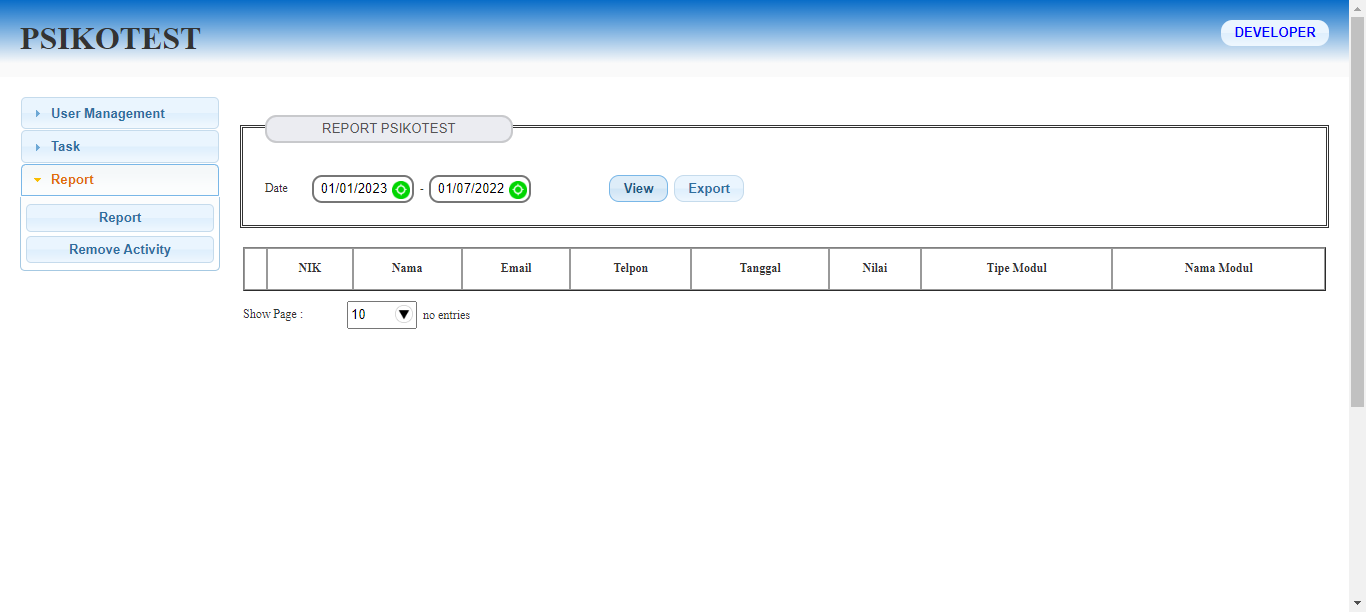 PSIKOTEST
DEVELOPER
User Management
Task
Report
Report
Remove Activity
REPORT PSIKOTEST
Date 01/01/2023 - 01/07/2022 View Export
NIK Nama Email Telpon Tanggal Nilai Tipe Modul Nama Modul
Show Page : 10 no entries